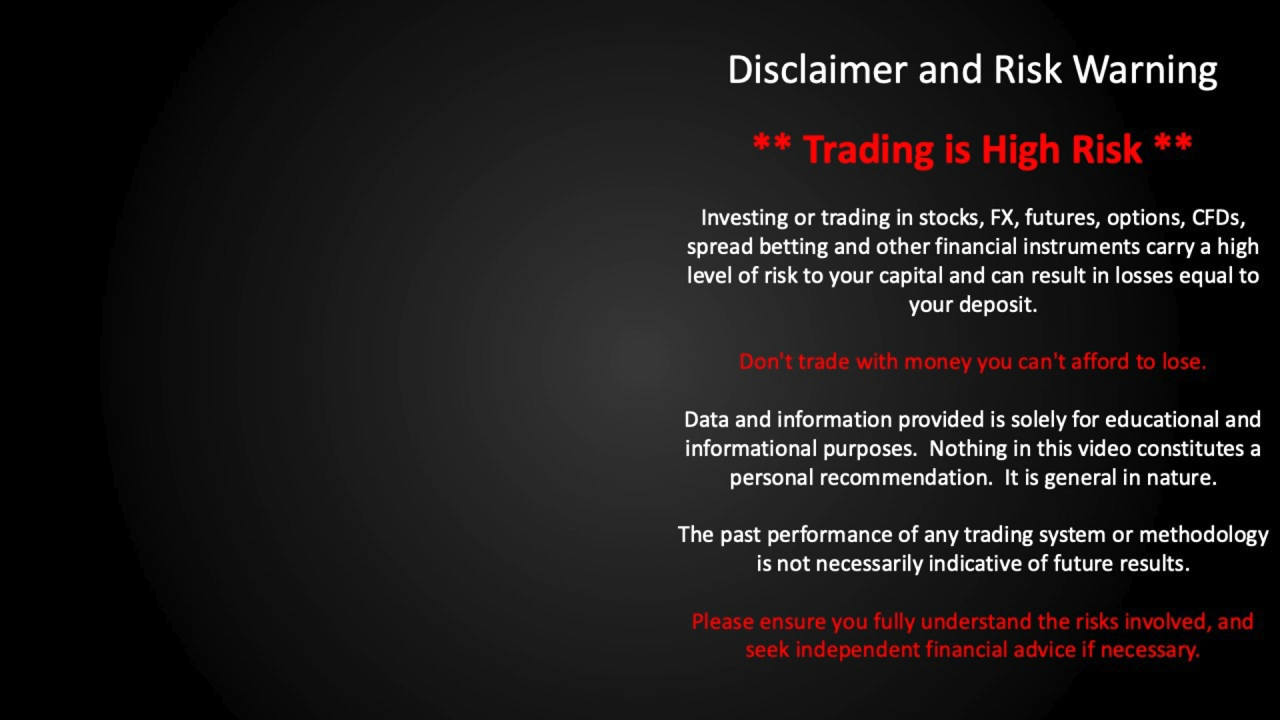 Disclaimer and Risk Warning
** Trading is High Risk **
Investing or trading in stocks, FX, futures, options, CFDs,
spread betting and other financial instruments carry a high
level of risk to your capital and can result in losses equal to
your deposit.
Don't trade with money you can't afford to lose.
Data and information provided is solely for educational and
informational purposes.  Nothing in this video constitutes a
personal recommendation.  It is general in nature.
The past performance of any trading system or methodology
is not necessarily indicative of future results.
Please ensure you fully understand the risks involved, and
seek independent financial advice if necessary.